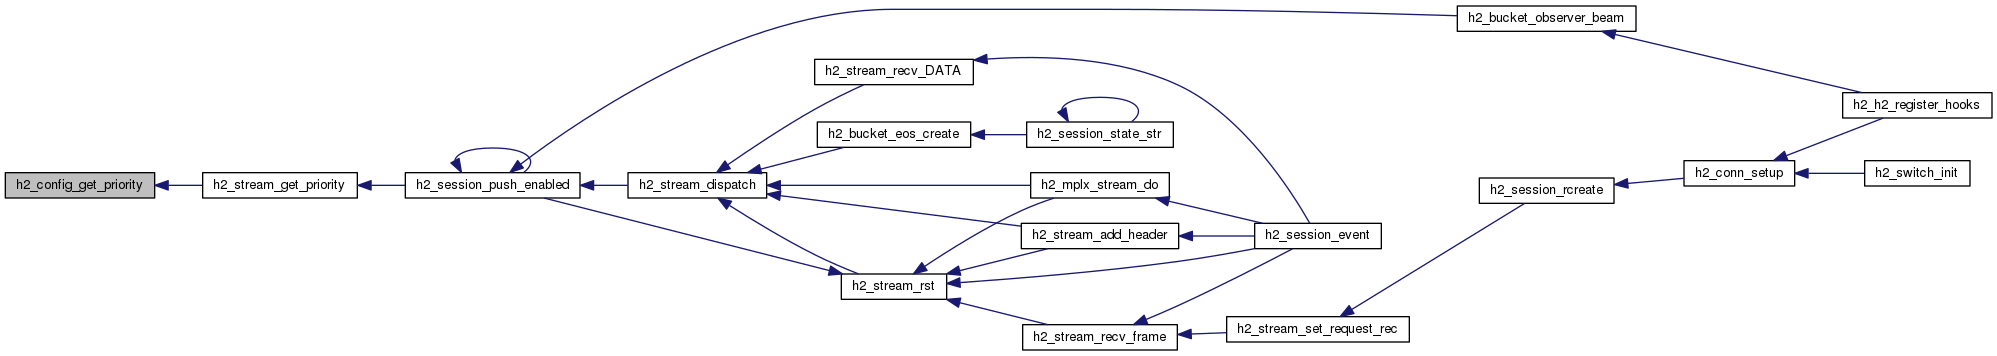 h2_config_get_priority
h2_stream_get_priority
h2_session_push_enabled
h2_stream_dispatch
h2_stream_recv_DATA
h2_bucket_eos_create
h2_stream_rst
h2_session_state_str
h2_mplx_stream_do
h2_stream_add_header
h2_stream_recv_frame
h2_session_event
h2_stream_set_request_rec
h2_bucket_observer_beam
h2_session_rcreate
h2_conn_setup
h2_h2_register_hooks
h2_switch_init